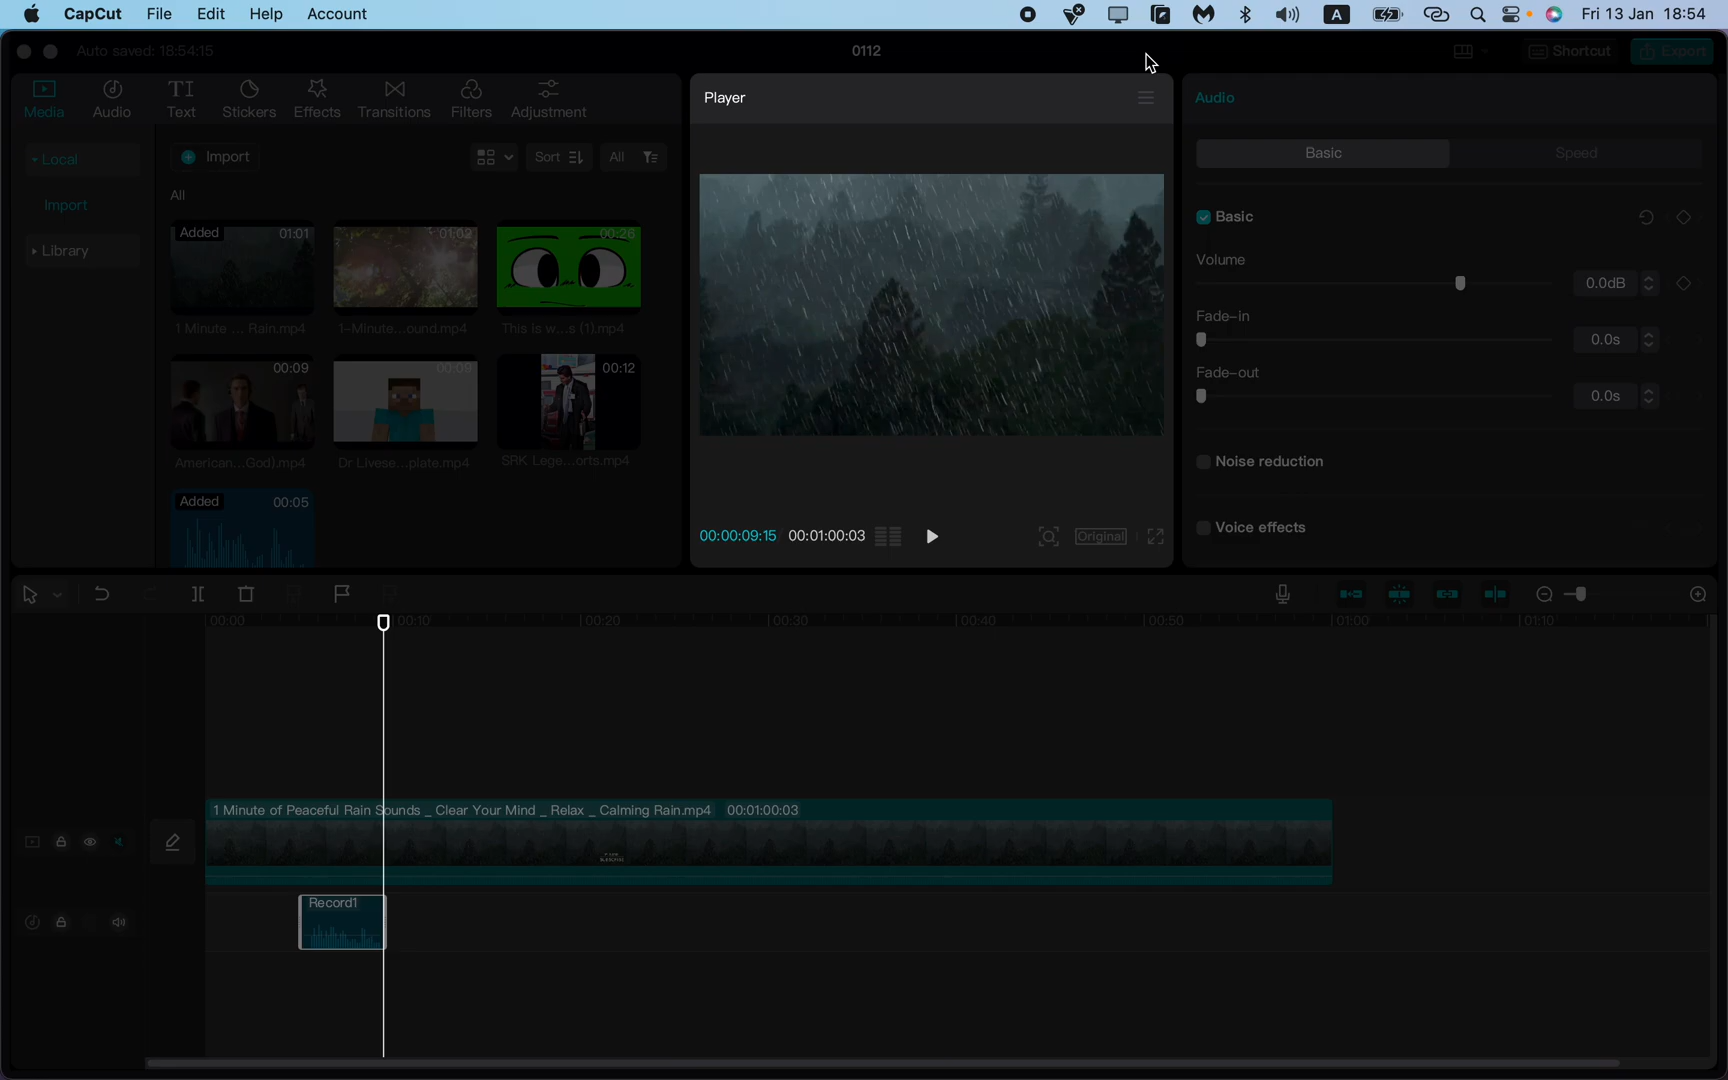 CapCut File Edit Help Account A Fri 13 Jan 18:54
Auto saved: 18:54:15 0112 Shortcut Export
Media Audio Text Stickers Effects Transitions Filters Adjustment
Player
Audio
Local
Import
Library
Import Sort All
All
Added 01:01
1 Minute ... Rain.mp4
01:02
1-Minute...ound.mp4
00:26
This Is w...s (1).mp4
00:09
American...God).mp4
00:09
Dr Livese...plate.mp4
00:12
SRK Lege...orts.mp4
Added 00:05
00:00:09:15 00:01:00:03 Original
Basic Speed
Basic
Volume
0.0dB
Fade-in
0.0s
Fade-out
0.0s
Noise reduction
Voice effects
00:00 00:10 00:20 00:30 00:40 00:50 01:00 01:10
1 Minute of Peaceful Rain Sounds _ Clear Your Mind _ Relax _ Calming Rain.mp4 00:01:00:03
Record1